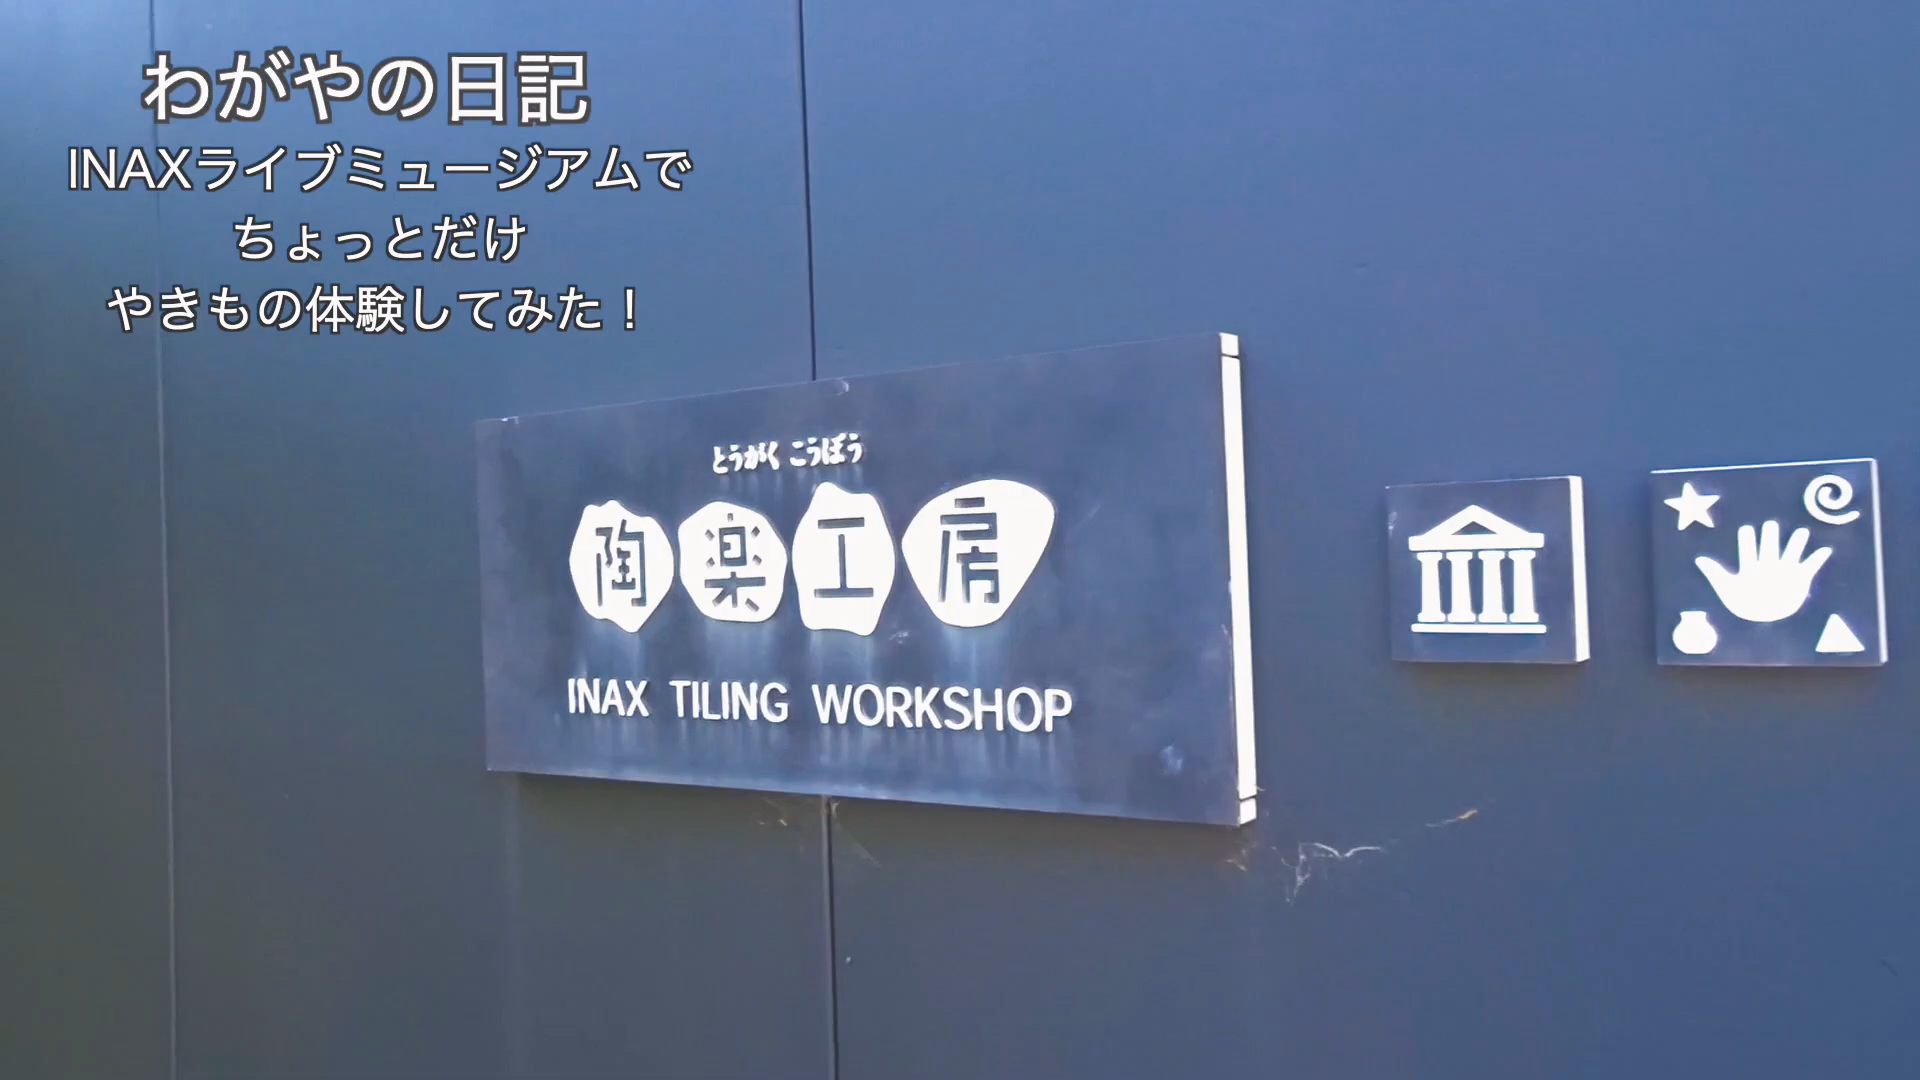 わがやの日記
INAXライブミュージアムで
ちょっとだけ
やきもの体験してみた！
とうがく こうぼう
陶楽工房
INAX TILING WORKSHOP